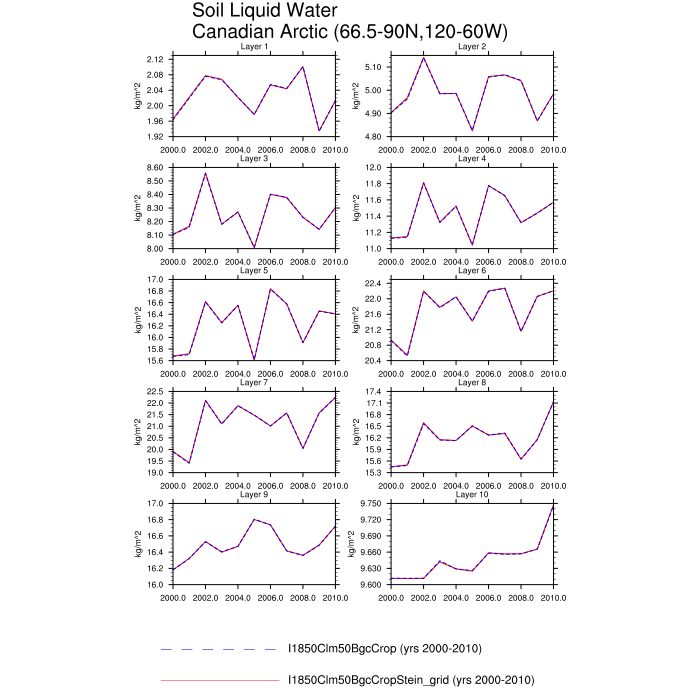 Soil Liquid Water
Canadian Arctic (66.5-90N,120-60W)
Layer 1
kg/m^2
2.12
2.08
2.04
2.00
1.96
1.92
2000.0 2002.0 2004.0 2006.0 2008.0 2010.0
Layer 2
kg/m^2
5.10
5.00
4.90
4.80
2000.0 2002.0 2004.0 2006.0 2008.0 2010.0
Layer 3
kg/m^2
8.60
8.50
8.40
8.30
8.20
8.10
8.00
2000.0 2002.0 2004.0 2006.0 2008.0 2010.0
Layer 4
kg/m^2
12.0
11.8
11.6
11.4
11.2
11.0
2000.0 2002.0 2004.0 2006.0 2008.0 2010.0
Layer 5
kg/m^2
17.0
16.8
16.6
16.4
16.2
16.0
15.8
15.6
2000.0 2002.0 2004.0 2006.0 2008.0 2010.0
Layer 6
kg/m^2
22.4
22.0
21.6
21.2
20.8
20.4
2000.0 2002.0 2004.0 2006.0 2008.0 2010.0
Layer 7
kg/m^2
22.5
22.0
21.5
21.0
20.5
20.0
19.5
19.0
2000.0 2002.0 2004.0 2006.0 2008.0 2010.0
Layer 8
kg/m^2
17.4
17.1
16.8
16.5
16.2
15.9
15.6
15.3
2000.0 2002.0 2004.0 2006.0 2008.0 2010.0
Layer 9
kg/m^2
17.0
16.8
16.6
16.4
16.2
16.0
2000.0 2002.0 2004.0 2006.0 2008.0 2010.0
Layer 10
kg/m^2
9.750
9.720
9.690
9.660
9.630
9.600
2000.0 2002.0 2004.0 2006.0 2008.0 2010.0
I1850Clm50BgcCrop (yrs 2000-2010)
I1850Clm50BgcCropStein_grid (yrs 2000-2010)